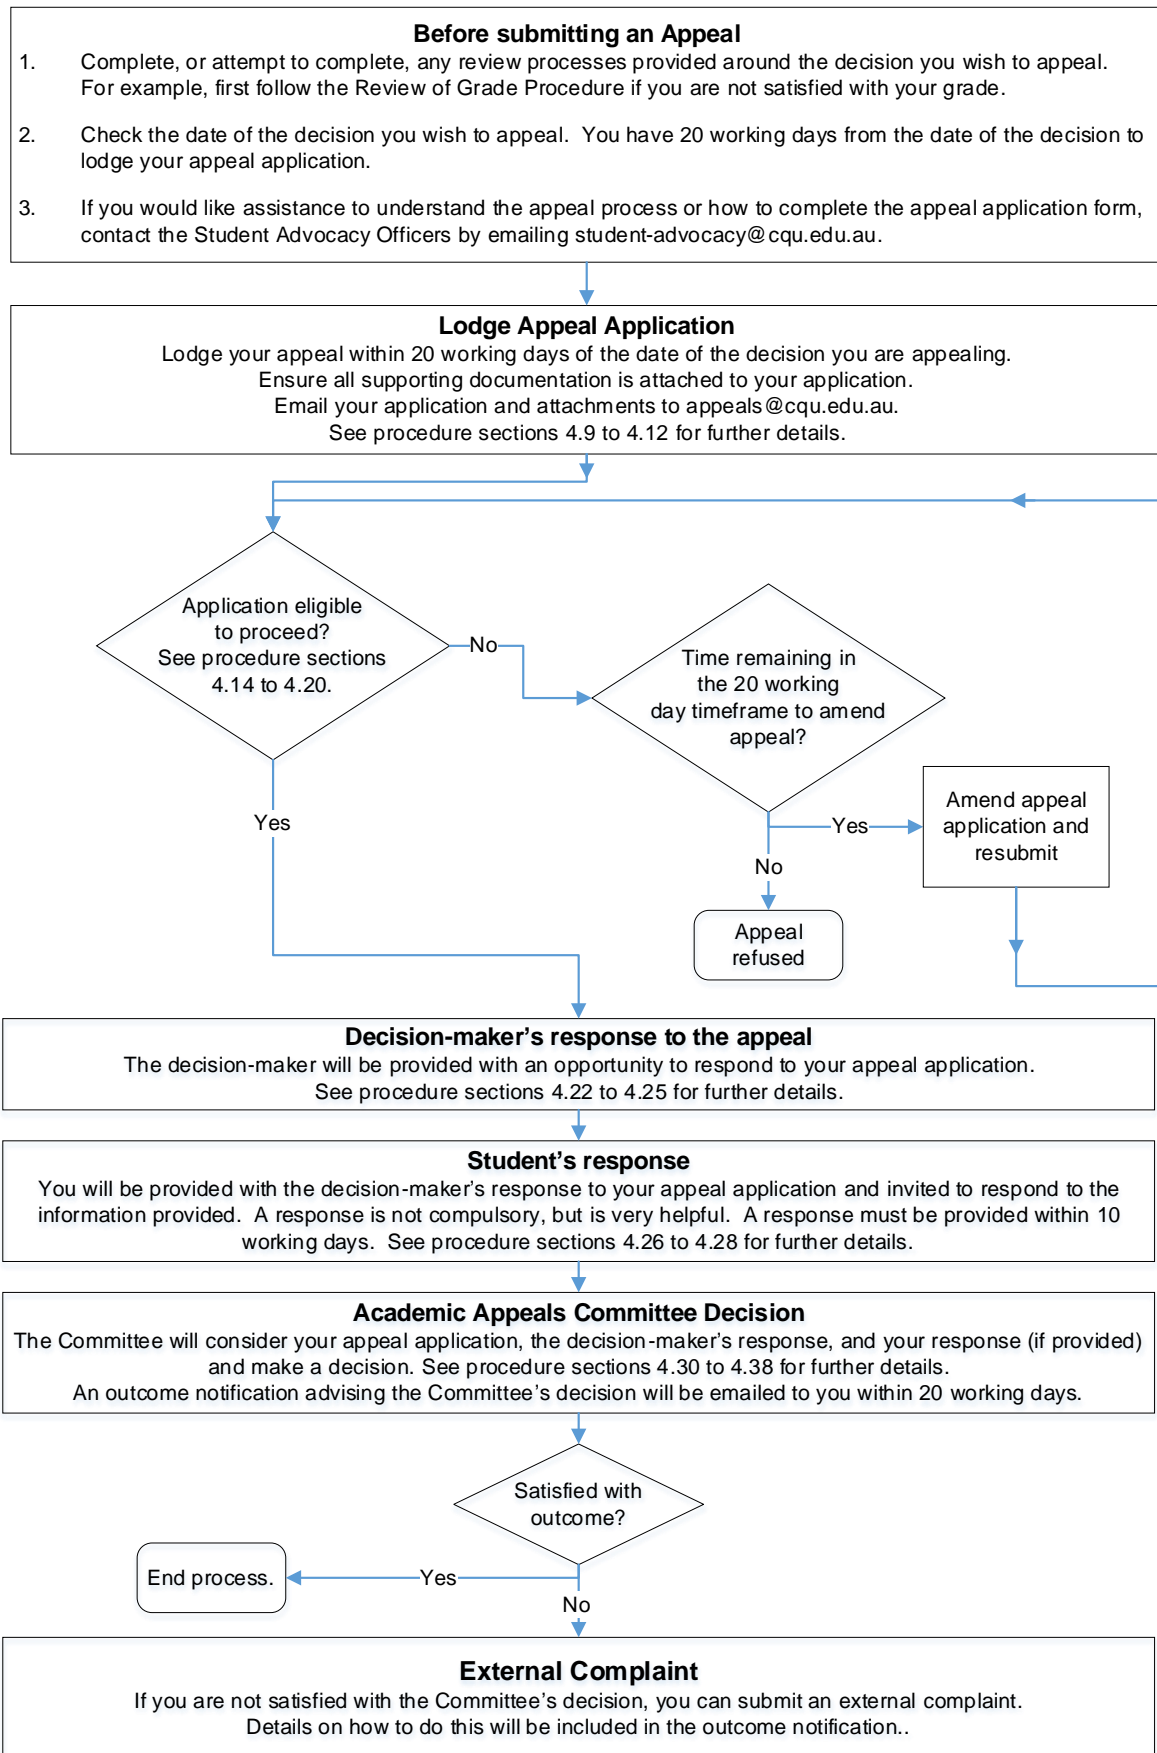 Before submitting an Appeal
1. Complete, or attempt to complete, any review processes provided around the decision you wish to appeal.
For example, first follow the Review of Grade Procedure if you are not satisfied with your grade.
2. Check the date of the decision you wish to appeal. You have 20 working days from the date of the decision to
lodge your appeal application.
3. If you would like assistance to understand the appeal process or how to complete the appeal application form,
contact the Student Advocacy Officers by emailing student-advocacy@cqu.edu.au.
Lodge Appeal Application
Lodge your appeal within 20 working days of the date of the decision you are appealing.
Ensure all supporting documentation is attached to your application.
Email your application and attachments to appeals@cqu.edu.au.
See procedure sections 4.9 to 4.12 for further details.
Application eligible
to proceed?
See procedure sections
4.14 to 4.20.
No
Time remaining in
the 20 working
day timeframe to amend
appeal?
Yes
Yes
Amend appeal
application and
resubmit
No
Appeal
refused
Decision-maker’s response to the appeal
The decision-maker will be provided with an opportunity to respond to your appeal application.
See procedure sections 4.22 to 4.25 for further details.
Student’s response
You will be provided with the decision-maker’s response to your appeal application and invited to respond to the
information provided. A response is not compulsory, but is very helpful. A response must be provided within 10
working days. See procedure sections 4.26 to 4.28 for further details.
Academic Appeals Committee Decision
The Committee will consider your appeal application, the decision-maker’s response, and your response (if provided)
and make a decision. See procedure sections 4.30 to 4.38 for further details.
An outcome notification advising the Committee’s decision will be emailed to you within 20 working days.
Satisfied with
outcome?
End process.
Yes
No
External Complaint
If you are not satisfied with the Committee’s decision, you can submit an external complaint.
Details on how to do this will be included in the outcome notification..